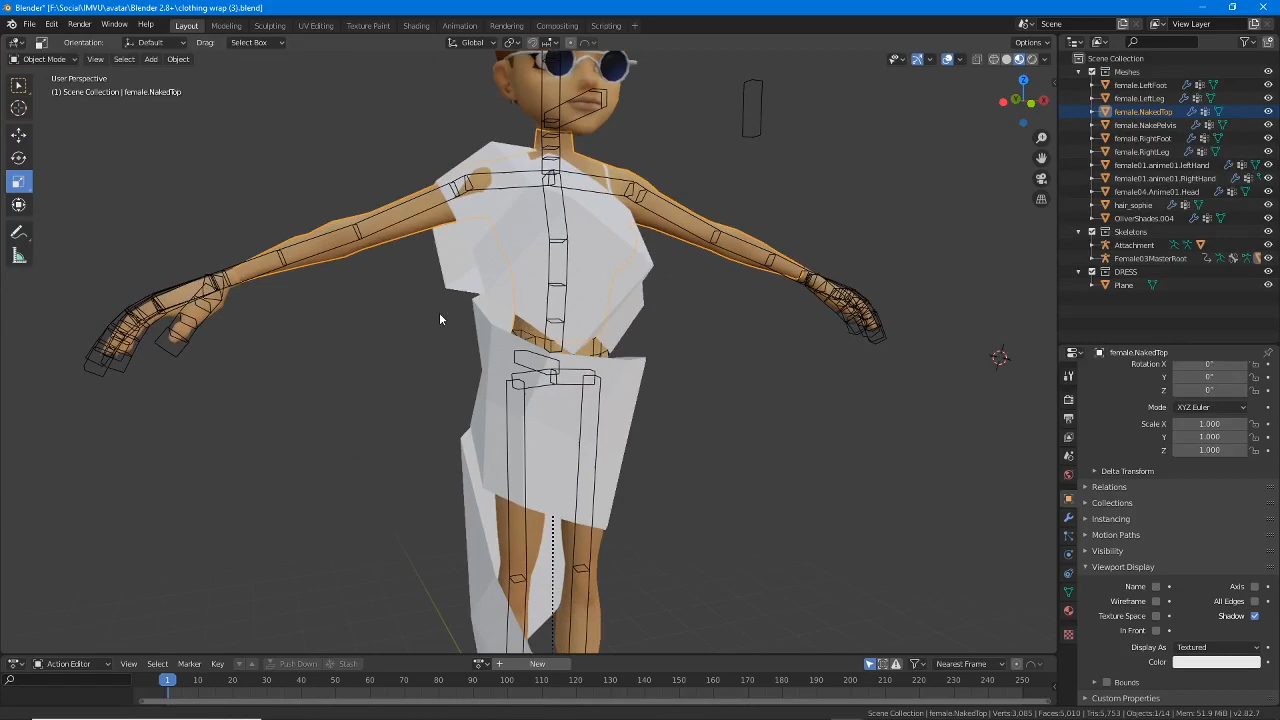 Blender* [F:\Social\IMVU\avatar\Blender 2.8+\clothing wrap (3).blend]
File Edit Render Window Help Layout Modeling Sculpting UV Editing Texture Paint Shading Animation Rendering Compositing Scripting Scene View Layer
Orientation: Default Drag: Select Box Global Options
Object Mode View Select Add Object
User Perspective
(1) Scene Collection | female.NakedTop
Scene Collection
Meshes
female.LeftFoot
female.LeftLeg
female.NakedTop
female.NakePelvis
female.RightFoot
female.RightLeg
female01.anime01.leftHand
female01.anime01.RightHand
female04.Anime01.Head
hair_sophie
OliverShades.004
Skeletons
Attachment
Female03MasterRoot
DRESS
Plane
female.NakedTop
Rotation X 0°
Y 0°
Z 0°
Mode XYZ Euler
Scale X 1.000
Y 1.000
Z 1.000
Delta Transform
Relations
Collections
Instancing
Motion Paths
Visibility
Viewport Display
Name Axis
Wireframe All Edges
Texture Space Shadow
In Front
Display As Textured
Color
Bounds
Custom Properties
Action Editor View Select Marker Key Push Down Stash New Nearest Frame
1 10 20 30 40 50 60 70 80 90 100 110 120 130 140 150 160 170 180 190 200 210 220 230 240 250
Scene Collection | female.NakedTop | Verts:3,085 | Faces:5,010 | Tris:5,753 | Objects:1/14 | Mem: 51.9 MiB | v2.82.7